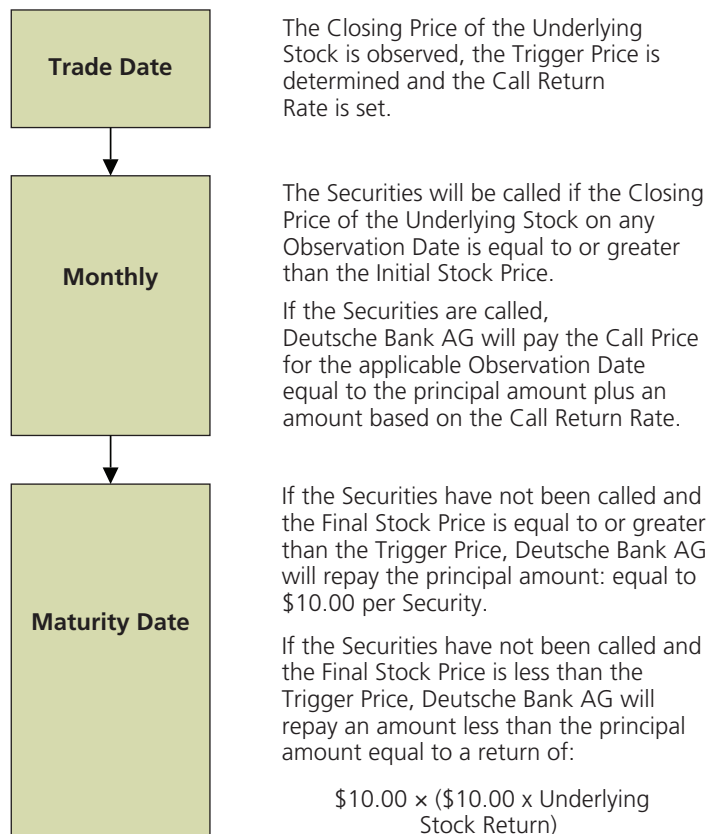 Trade Date
The Closing Price of the Underlying
Stock is observed, the Trigger Price is
determined and the Call Return
Rate is set.
Monthly
The Securities will be called if the Closing
Price of the Underlying Stock on any
Observation Date is equal to or greater
than the Initial Stock Price.
If the Securities are called,
Deutsche Bank AG will pay the Call Price
for the applicable Observation Date
equal to the principal amount plus an
amount based on the Call Return Rate.
Maturity Date
If the Securities have not been called and
the Final Stock Price is equal to or greater
than the Trigger Price, Deutsche Bank AG
will repay the principal amount: equal to
$10.00 per Security.
If the Securities have not been called and
the Final Stock Price is less than the
Trigger Price, Deutsche Bank AG will
repay an amount less than the principal
amount equal to a return of:
$10.00 × ($10.00 x Underlying
Stock Return)